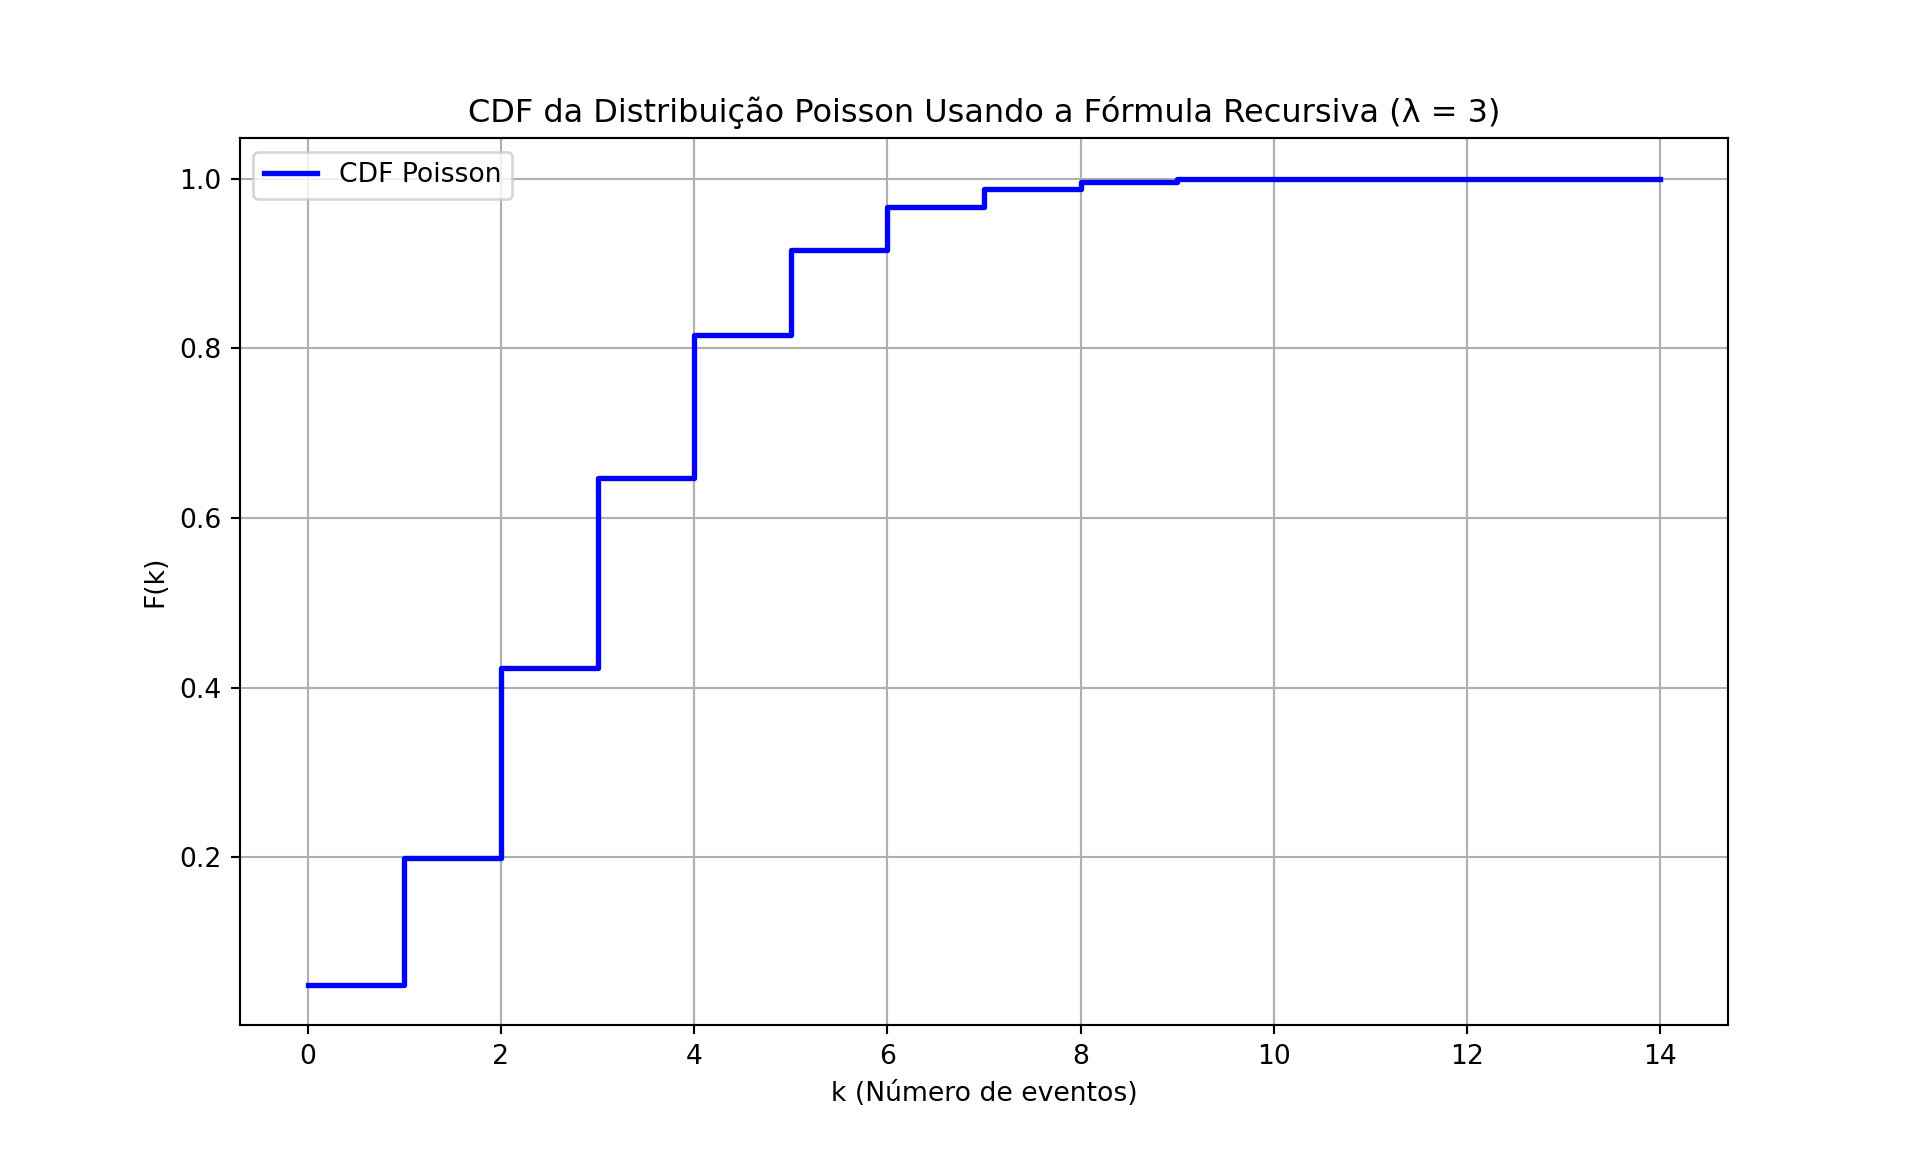 CDF da Distribuição Poisson Usando a Fórmula Recursiva (λ = 3)
CDF Poisson
1.0
0.8
0.6
0.4
0.2
F(k)
0 2 4 6 8 10 12 14
k (Número de eventos)